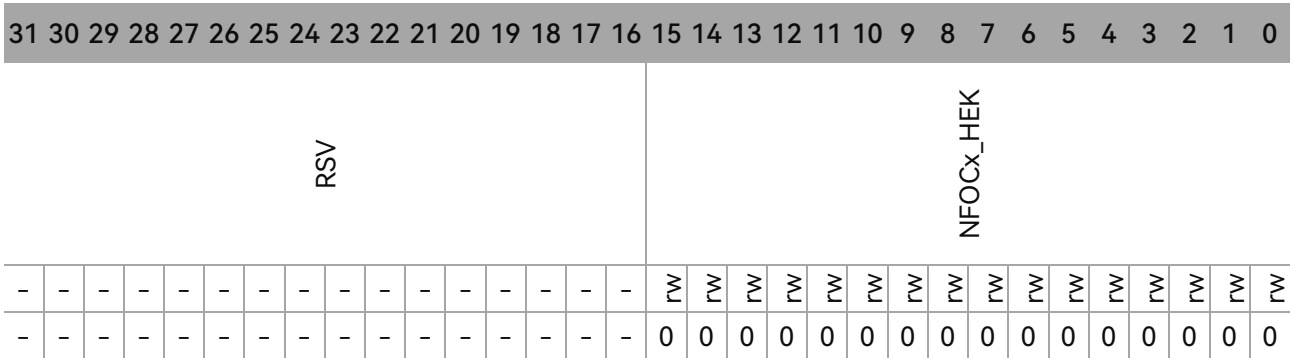 31 30 29 28 27 26 25 24 23 22 21 20 19 18 17 16 15 14 13 12 11 10 9 8 7 6 5 4 3 2 1 0
RSV NFOCx_HEK
– – – – – – – – – – – – – – – – rw rw rw rw rw rw rw rw rw rw rw rw rw rw rw rw
– – – – – – – – – – – – – – – – 0 0 0 0 0 0 0 0 0 0 0 0 0 0 0 0